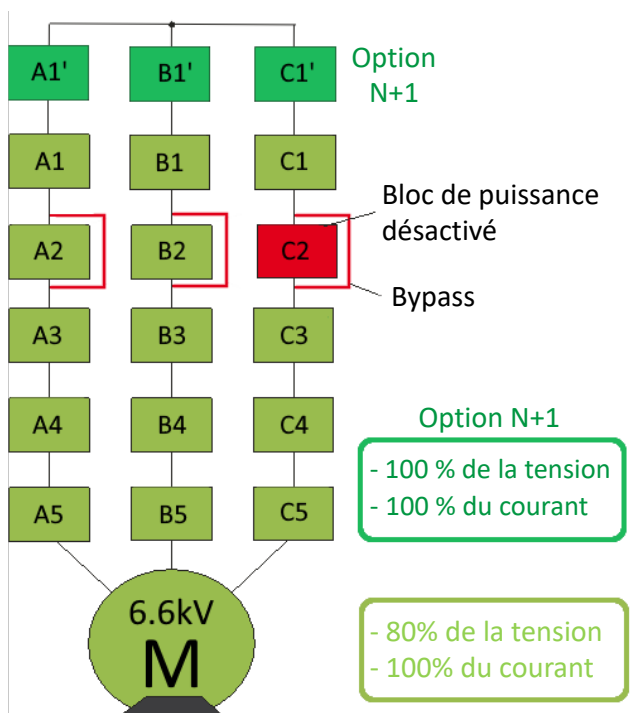 A1' B1' C1' Option
N+1
A1 B1 C1
Bloc de puissance
désactivé
A2 B2 C2
Bypass
A3 B3 C3
A4 B4 C4
Option N+1
- 100 % de la tension
- 100 % du courant
A5 B5 C5
6.6kV
M
- 80% de la tension
- 100% du courant